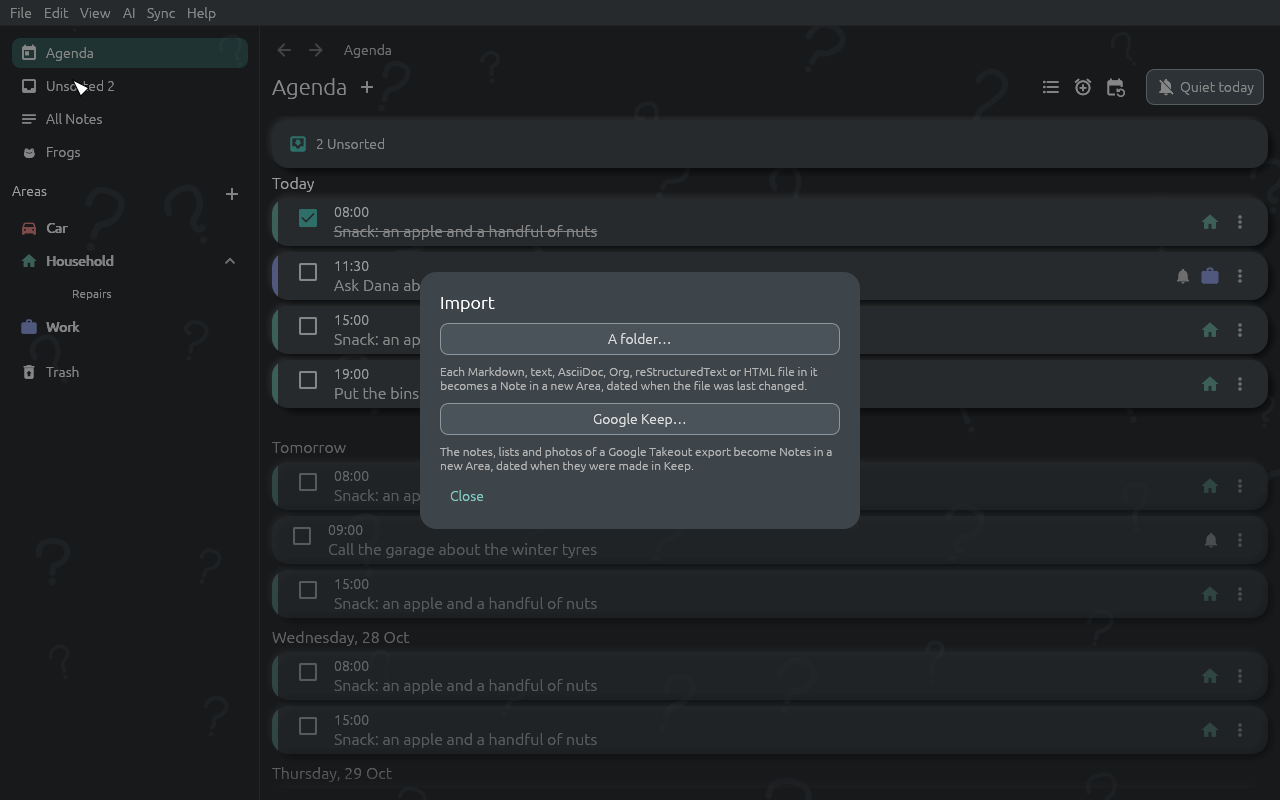 File Edit View AI Sync Help
Agenda
Unsorted 2
All Notes
Frogs
Areas
Car
Household
Repairs
Work
Trash
Agenda
Agenda
Quiet today
2 Unsorted
Today
08:00
Snack: an apple and a handful of nuts
11:30
Ask Dana ab
15:00
Snack: an ap
19:00
Put the bins
Import
A folder...
Each Markdown, text, AsciiDoc, Org, reStructuredText or HTML file in it
becomes a Note in a new Area, dated when the file was last changed.
Google Keep...
The notes, lists and photos of a Google Takeout export become Notes in a
new Area, dated when they were made in Keep.
Close
Tomorrow
08:00
Snack: an ap
09:00
Call the garage about the winter tyres
15:00
Snack: an apple and a handful of nuts
Wednesday, 28 Oct
08:00
Snack: an apple and a handful of nuts
15:00
Snack: an apple and a handful of nuts
Thursday, 29 Oct